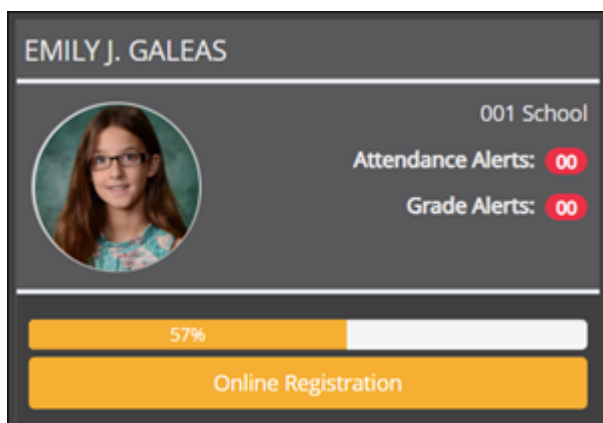 EMILY J. GALEAS
001 School
Attendance Alerts: 00
Grade Alerts: 00
57%
Online Registration